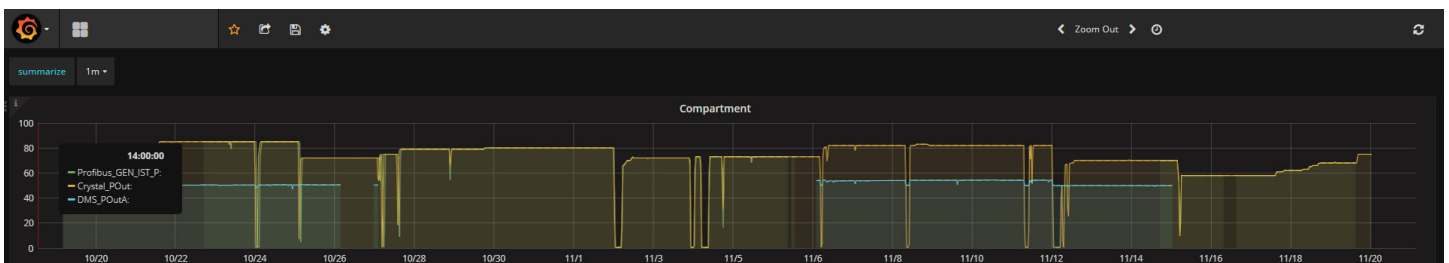 Zoom Out
summarize 1m
i
Compartment
100
80
60
40
20
0
14:00:00
Profibus_GEN_IST_P:
Crystal_POut:
DMS_POutA:
10/20 10/22 10/24 10/26 10/28 10/30 11/1 11/3 11/5 11/6 11/8 11/10 11/12 11/14 11/16 11/18 11/20